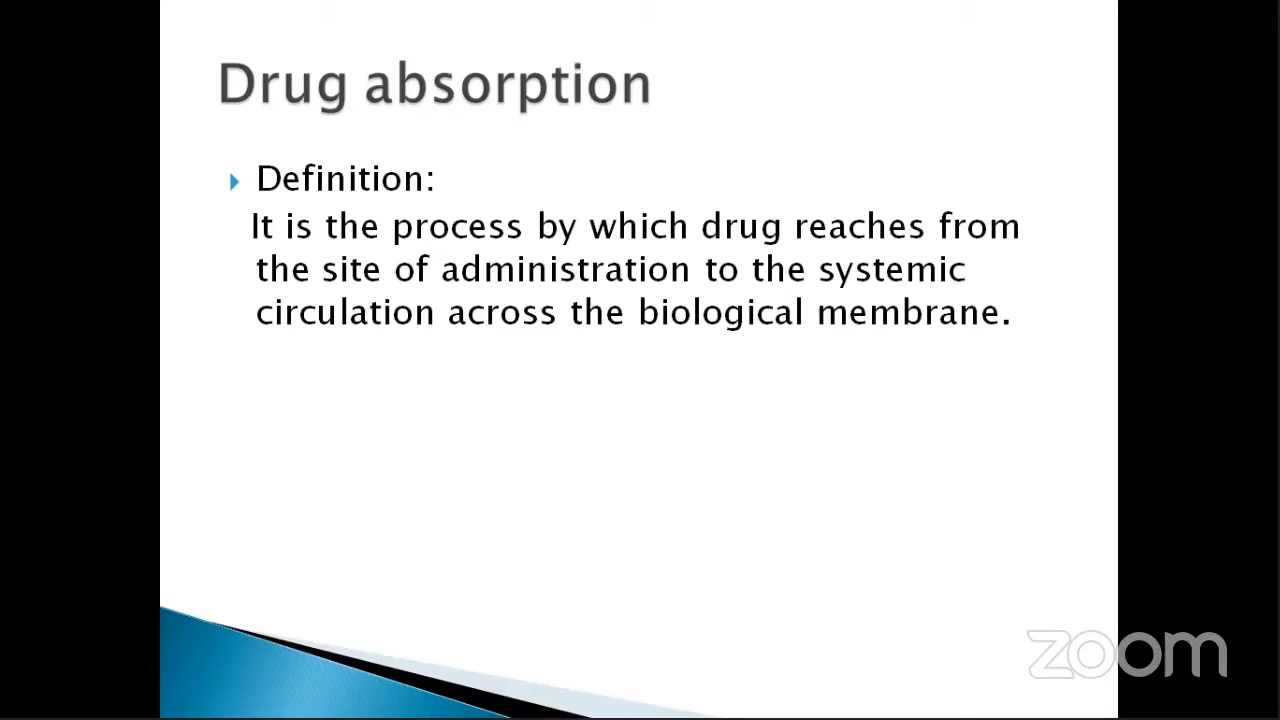 Drug absorption
Definition:
It is the process by which drug reaches from
the site of administration to the systemic
circulation across the biological membrane.
zoom